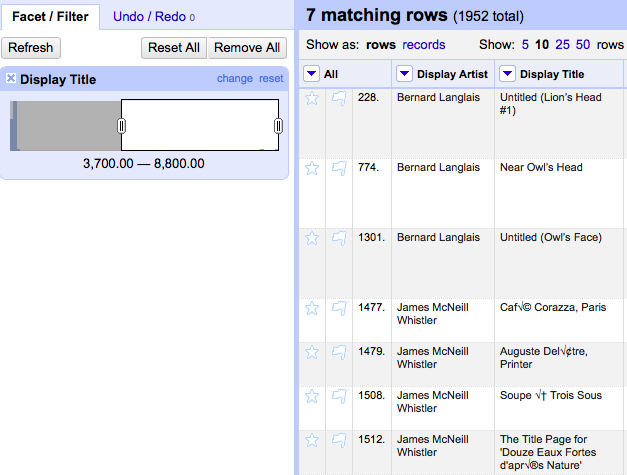 Facet / Filter
Undo / Redo 0
Refresh
Reset All
Remove All
Display Title
change reset
3,700.00 — 8,800.00
7 matching rows (1952 total)
Show as: rows records
Show: 5 10 25 50 rows
All
Display Artist
Display Title
228.
Bernard Langlais
Untitled (Lion's Head
#1)
774.
Bernard Langlais
Near Owl's Head
1301.
Bernard Langlais
Untitled (Owl's Face)
1477.
James McNeill
Whistler
Caf√© Corazza, Paris
1479.
James McNeill
Whistler
Auguste Del√¢tre,
Printer
1508.
James McNeill
Whistler
Soupe √† Trois Sous
1512.
James McNeill
Whistler
The Title Page for
'Douze Eaux Fortes
d'apr√®s Nature'